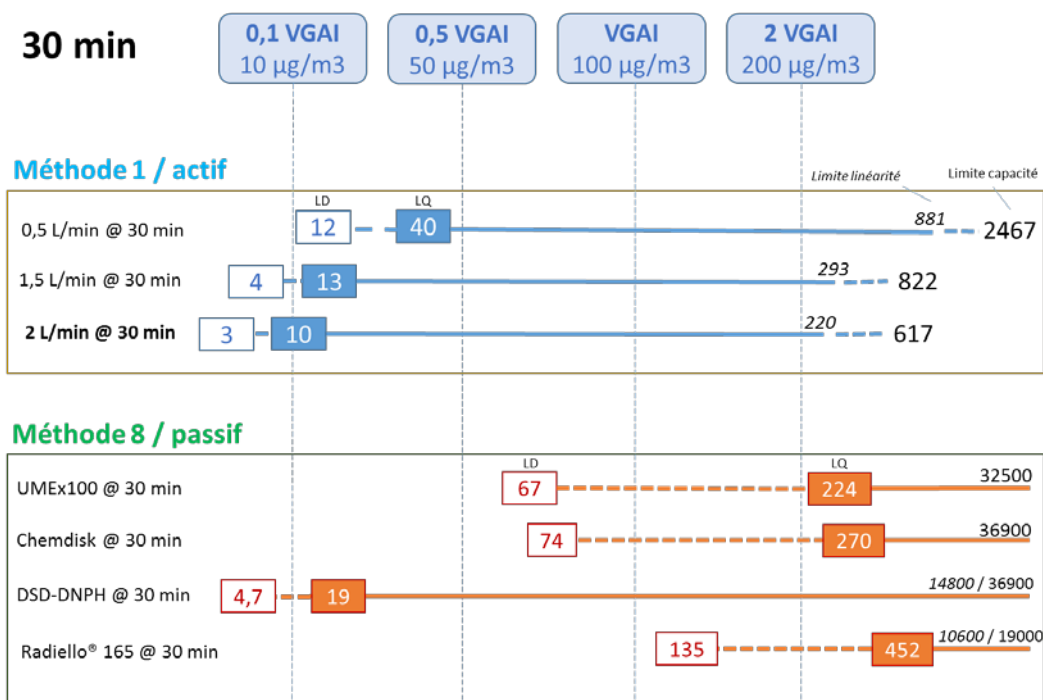 30 min
0,1 VGAI
10 µg/m3
0,5 VGAI
50 µg/m3
VGAI
100 µg/m3
2 VGAI
200 µg/m3
Méthode 1 / actif
Limite linéarité
Limite capacité
LD
LQ
0,5 L/min @ 30 min
12
40
881
2467
1,5 L/min @ 30 min
4
13
293
822
2 L/min @ 30 min
3
10
220
617
Méthode 8 / passif
LD
LQ
UMEx100 @ 30 min
67
224
32500
Chemdisk @ 30 min
74
270
36900
DSD-DNPH @ 30 min
4,7
19
14800 / 36900
Radiello® 165 @ 30 min
135
452
10600 / 19000